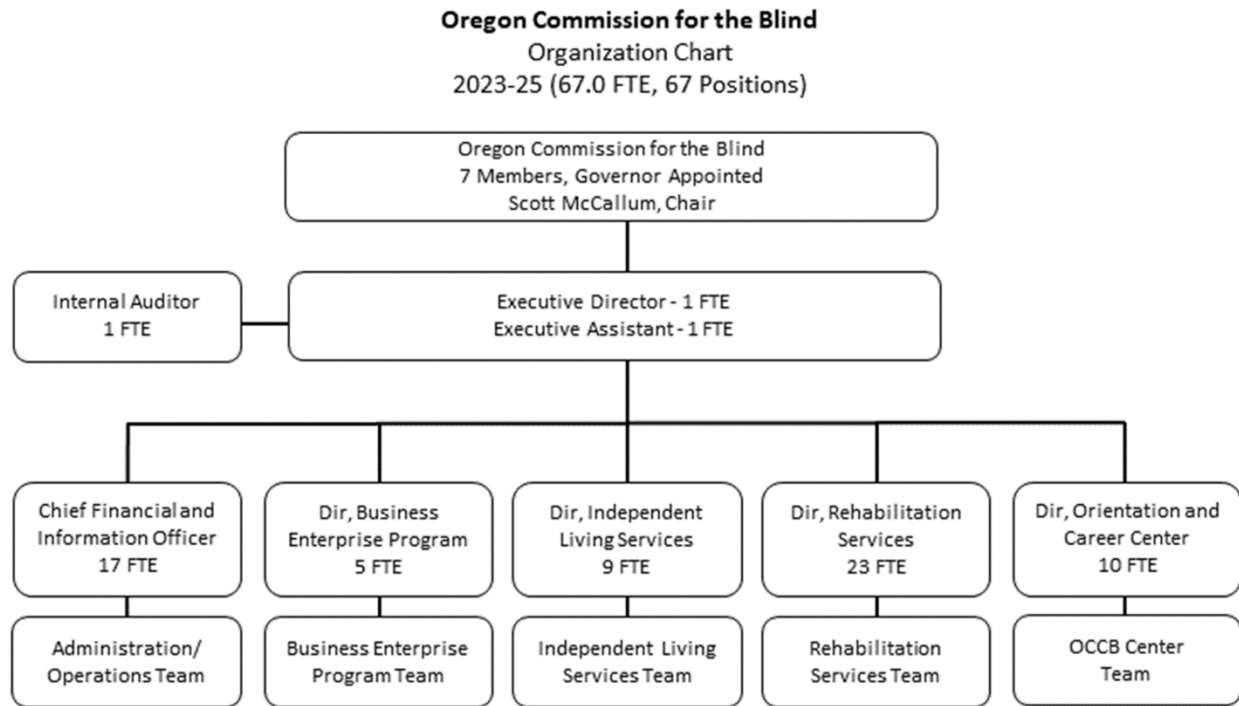 Oregon Commission for the Blind
Organization Chart
2023-25 (67.0 FTE, 67 Positions)
Oregon Commission for the Blind
7 Members, Governor Appointed
Scott McCallum, Chair
Internal Auditor
1 FTE
Executive Director - 1 FTE
Executive Assistant - 1 FTE
Chief Financial and
Information Officer
17 FTE
Dir, Business
Enterprise Program
5 FTE
Dir, Independent
Living Services
9 FTE
Dir, Rehabilitation
Services
23 FTE
Dir, Orientation and
Career Center
10 FTE
Administration/
Operations Team
Business Enterprise
Program Team
Independent Living
Services Team
Rehabilitation
Services Team
OCCB Center
Team